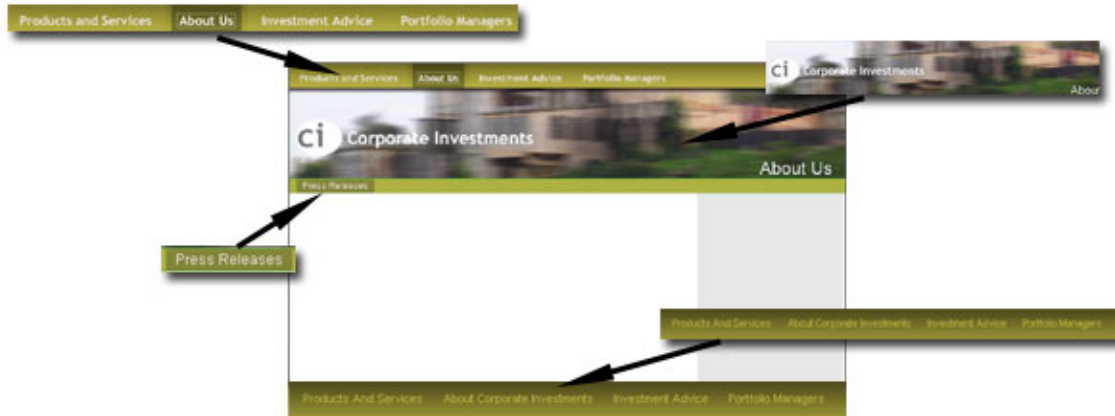 Products and Services About Us Investment Advice Portfolio Managers
Products and Services About Us Investment Advice Portfolio Managers
ci Corporate Investments
About
ci Corporate Investments
About Us
Press Releases
Press Releases
Products And Services About Corporate Investments Investment Advice Portfolio Managers
Products And Services About Corporate Investments Investment Advice Portfolio Managers